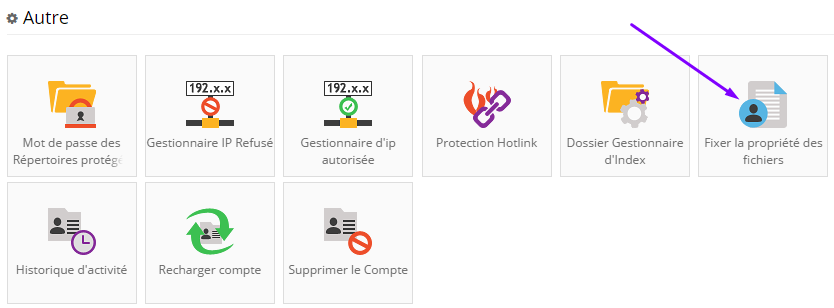 Autre
192.x.x
192.x.x
Mot de passe des
Répertoires protége
Gestionnaire IP Refusé
Gestionnaire d'ip
autorisée
Protection Hotlink
Dossier Gestionnaire
d'Index
Fixer la propriété des
fichiers
Historique d'activité
Recharger compte
Supprimer le Compte